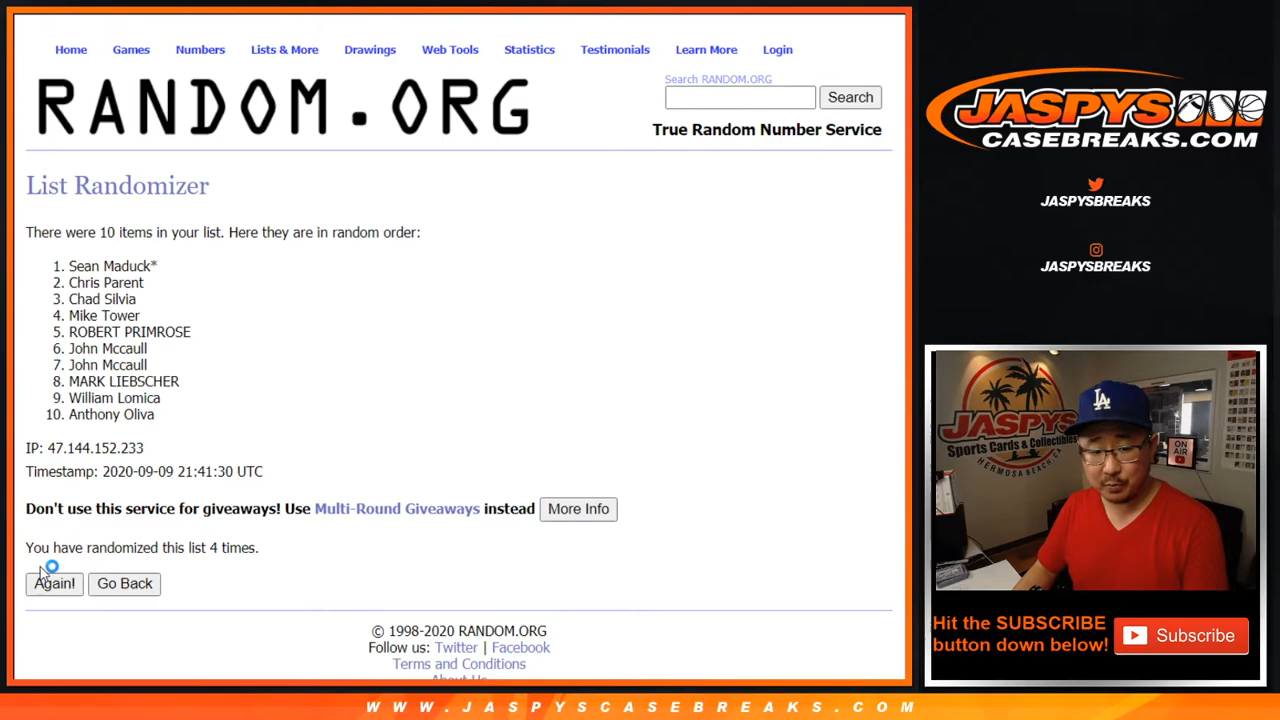 Home Games Numbers Lists & More Drawings Web Tools Statistics Testimonials Learn More Login
RANDOM.ORG
Search RANDOM.ORG
Search
True Random Number Service
List Randomizer
There were 10 items in your list. Here they are in random order:
1. Sean Maduck*
2. Chris Parent
3. Chad Silvia
4. Mike Tower
5. ROBERT PRIMROSE
6. John Mccaull
7. John Mccaull
8. MARK LIEBSCHER
9. William Lomica
10. Anthony Oliva
IP: 47.144.152.233
Timestamp: 2020-09-09 21:41:30 UTC
Don't use this service for giveaways! Use Multi-Round Giveaways instead More Info
You have randomized this list 4 times.
Again! Go Back
© 1998-2020 RANDOM.ORG
Follow us: Twitter | Facebook
Terms and Conditions
About Us
JASPYS
CASEBREAKS.COM
JASPYSBREAKS
JASPYSBREAKS
JASPYS
Sports Cards & Collectibles
HERMOSA BEACH, CA
LA
ON
AIR
Hit the SUBSCRIBE
button down below!
Subscribe
WWW.JASPYSCASEBREAKS.COM